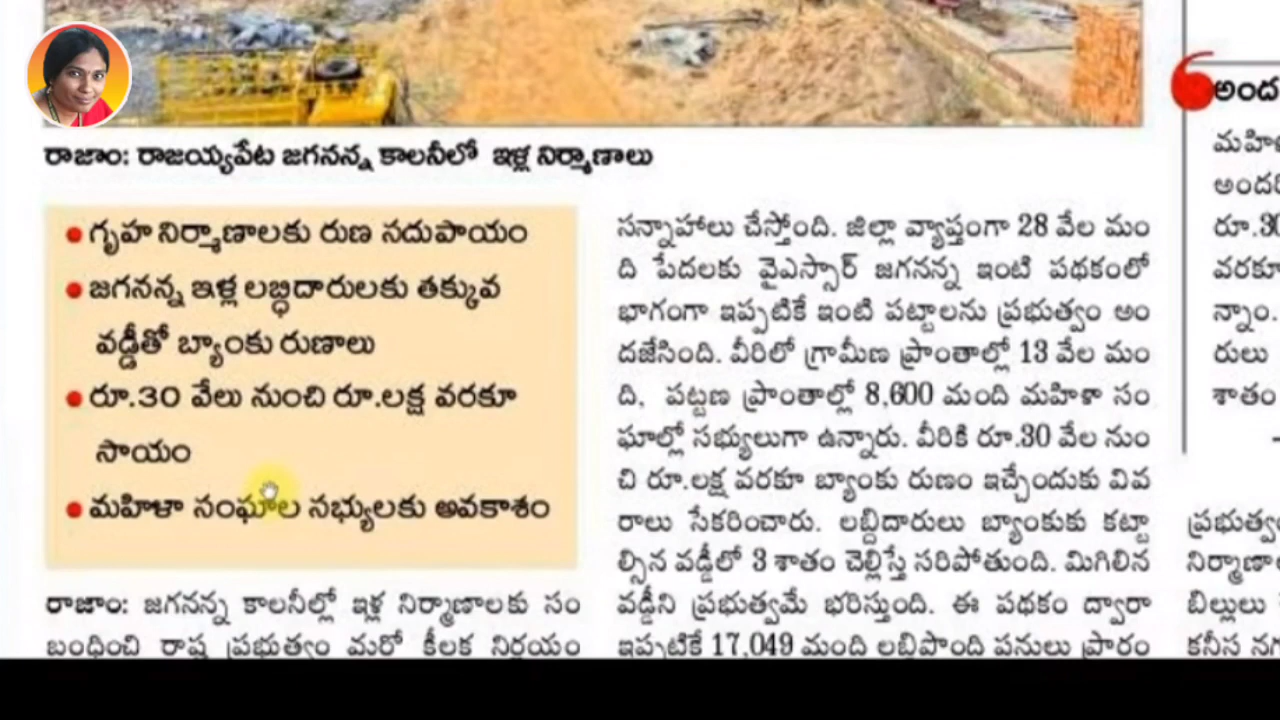 రాజాం: రాజయ్యపేట జగనన్న కాలనీలో ఇళ్ల నిర్మాణాలు
• గృహ నిర్మాణాలకు రుణ సదుపాయం
• జగనన్న ఇళ్ల లబ్ధిదారులకు తక్కువ
వడ్డీతో బ్యాంకు రుణాలు
• రూ.30 వేలు నుంచి రూ.లక్ష వరకూ
సాయం
• మహిళా సంఘాల సభ్యులకు అవకాశం
రాజాం: జగనన్న కాలనీల్లో ఇళ్ల నిర్మాణాలకు సం
బంధించి రాష్ట్ర ప్రభుత్వం మరో కీలక నిర్ణయం
సన్నాహాలు చేస్తోంది. జిల్లా వ్యాప్తంగా 28 వేల మం
ది పేదలకు వైఎస్సార్ జగనన్న ఇంటి పథకంలో
భాగంగా ఇప్పటికే ఇంటి పట్టాలను ప్రభుత్వం అం
దజేసింది. వీరిలో గ్రామీణ ప్రాంతాల్లో 13 వేల మం
ది, పట్టణ ప్రాంతాల్లో 8,600 మంది మహిళా సం
ఘాల్లో సభ్యులుగా ఉన్నారు. వీరికి రూ.30 వేల నుం
చి రూ.లక్ష వరకూ బ్యాంకు రుణం ఇచ్చేందుకు వివ
రాలు సేకరించారు. లబ్ధిదారులు బ్యాంకుకు కట్టా
ల్సిన వడ్డీలో 3 శాతం చెల్లిస్తే సరిపోతుంది. మిగిలిన
వడ్డీని ప్రభుత్వమే భరిస్తుంది. ఈ పథకం ద్వారా
ఇప్పటికే 17,049 మంది లబ్ధిపొంది పనులు ప్రారం
అంద
మహిళ
అందరి
రూ.30
వరకూ
న్నాం.
రులు
శాతం
ప్రభుత్వ
నిర్మాణా
బిల్లులు
కనీస నగ